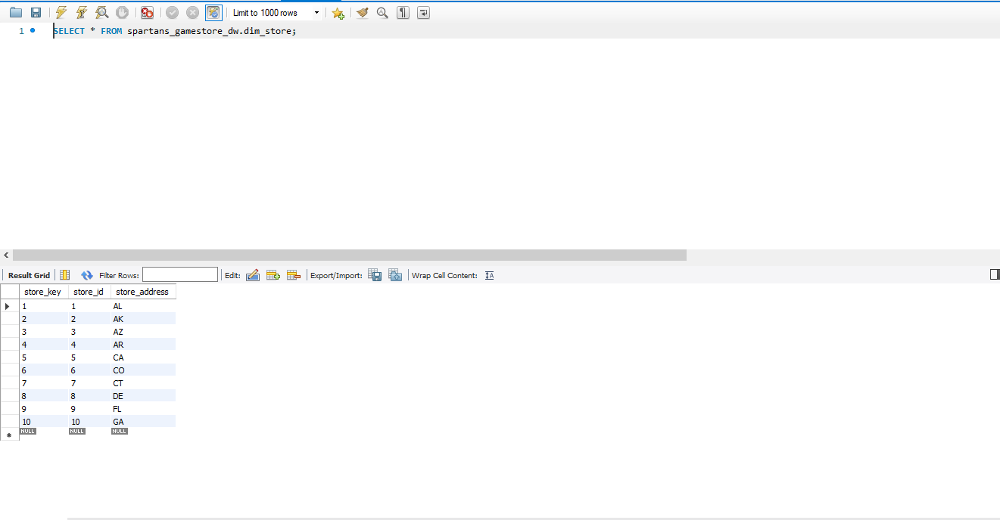 Limit to 1000 rows
1 SELECT * FROM spartans_gamestore_dw.dim_store;
Result Grid Filter Rows: Edit: Export/Import: Wrap Cell Content:
store_key store_id store_address
1 1 AL
2 2 AK
3 3 AZ
4 4 AR
5 5 CA
6 6 CO
7 7 CT
8 8 DE
9 9 FL
10 10 GA
NULL NULL NULL